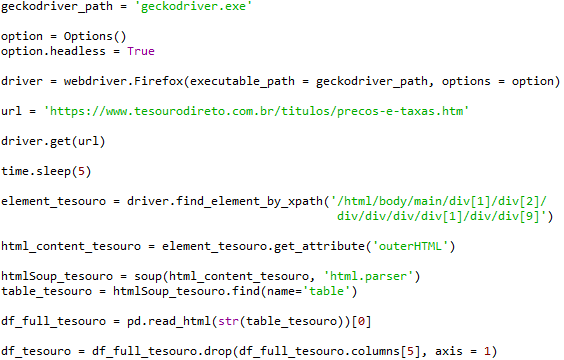 geckodriver_path = 'geckodriver.exe'
option = Options()
option.headless = True
driver = webdriver.Firefox(executable_path = geckodriver_path, options = option)
url = 'https://www.tesourodireto.com.br/titulos/precos-e-taxas.htm'
driver.get(url)
time.sleep(5)
element_tesouro = driver.find_element_by_xpath('/html/body/main/div[1]/div[2]/
div/div/div/div[1]/div/div[9]')
html_content_tesouro = element_tesouro.get_attribute('outerHTML')
htmlSoup_tesouro = soup(html_content_tesouro, 'html.parser')
table_tesouro = htmlSoup_tesouro.find(name='table')
df_full_tesouro = pd.read_html(str(table_tesouro))[0]
df_tesouro = df_full_tesouro.drop(df_full_tesouro.columns[5], axis = 1)